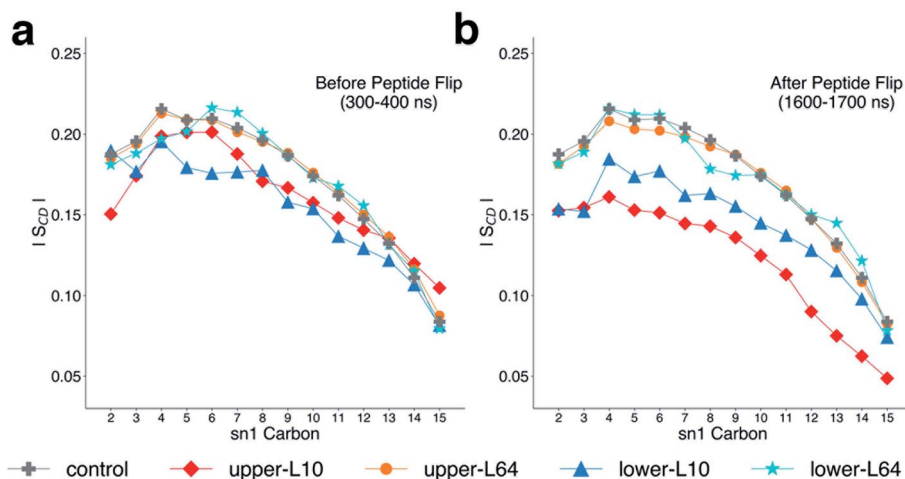 a
0.25
0.20
0.15
0.10
0.05
| S_CD |
Before Peptide Flip
(300-400 ns)
2 3 4 5 6 7 8 9 10 11 12 13 14 15
sn1 Carbon
b
0.25
0.20
0.15
0.10
0.05
| S_CD |
After Peptide Flip
(1600-1700 ns)
2 3 4 5 6 7 8 9 10 11 12 13 14 15
sn1 Carbon
control upper-L10 upper-L64 lower-L10 lower-L64